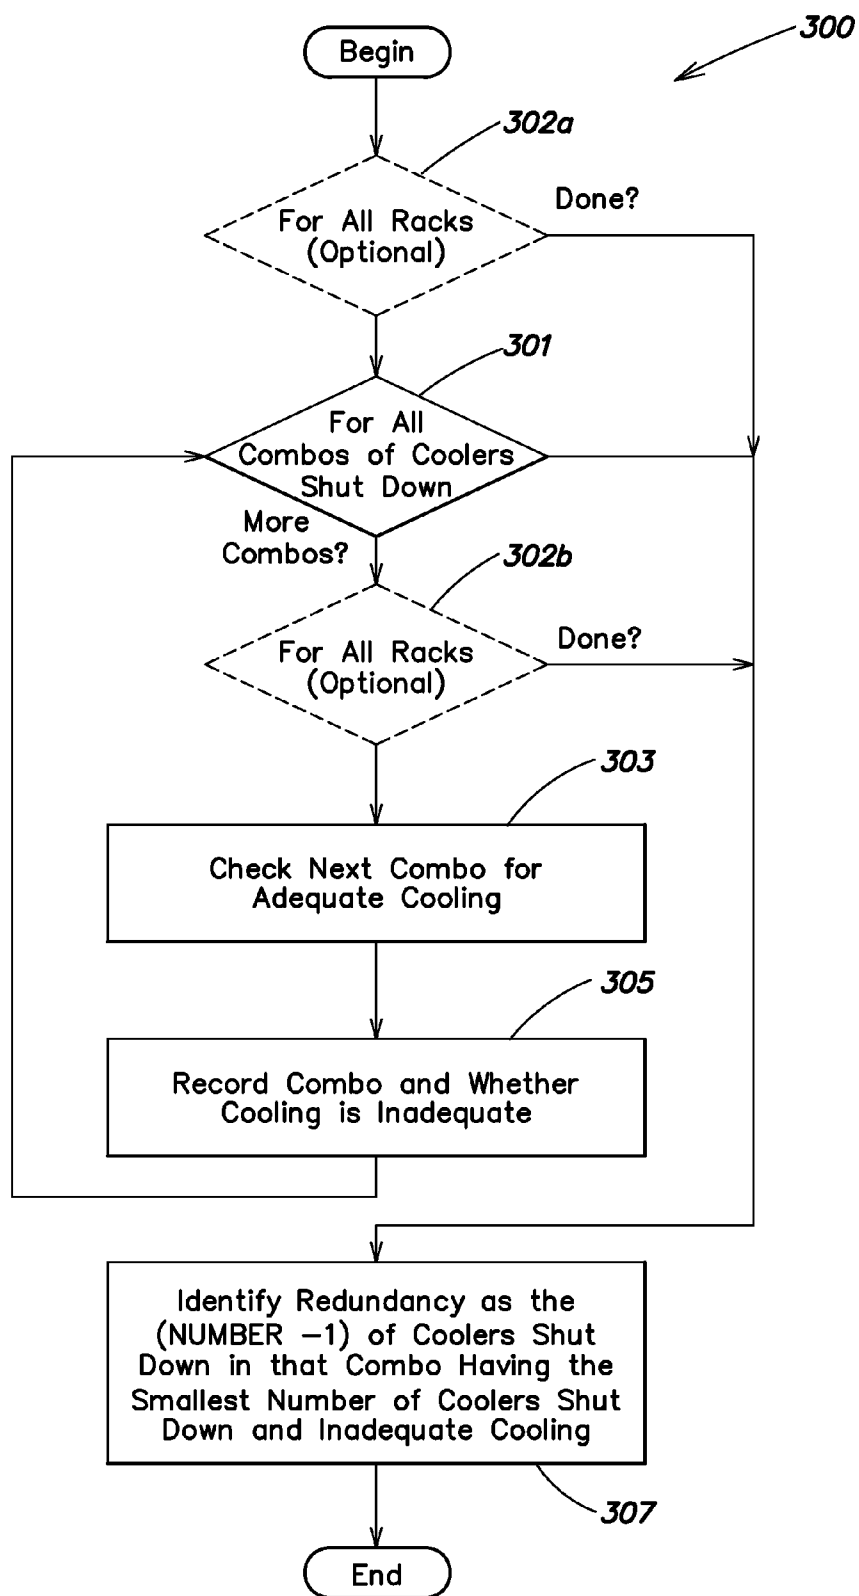 300
Begin
302a
Done?
For All Racks
(Optional)
301
For All
Combos of Coolers
Shut Down
More
Combos?
302b
Done?
For All Racks
(Optional)
303
Check Next Combo for
Adequate Cooling
305
Record Combo and Whether
Cooling is Inadequate
Identify Redundancy as the
(NUMBER –1) of Coolers Shut
Down in that Combo Having the
Smallest Number of Coolers Shut
Down and Inadequate Cooling
307
End